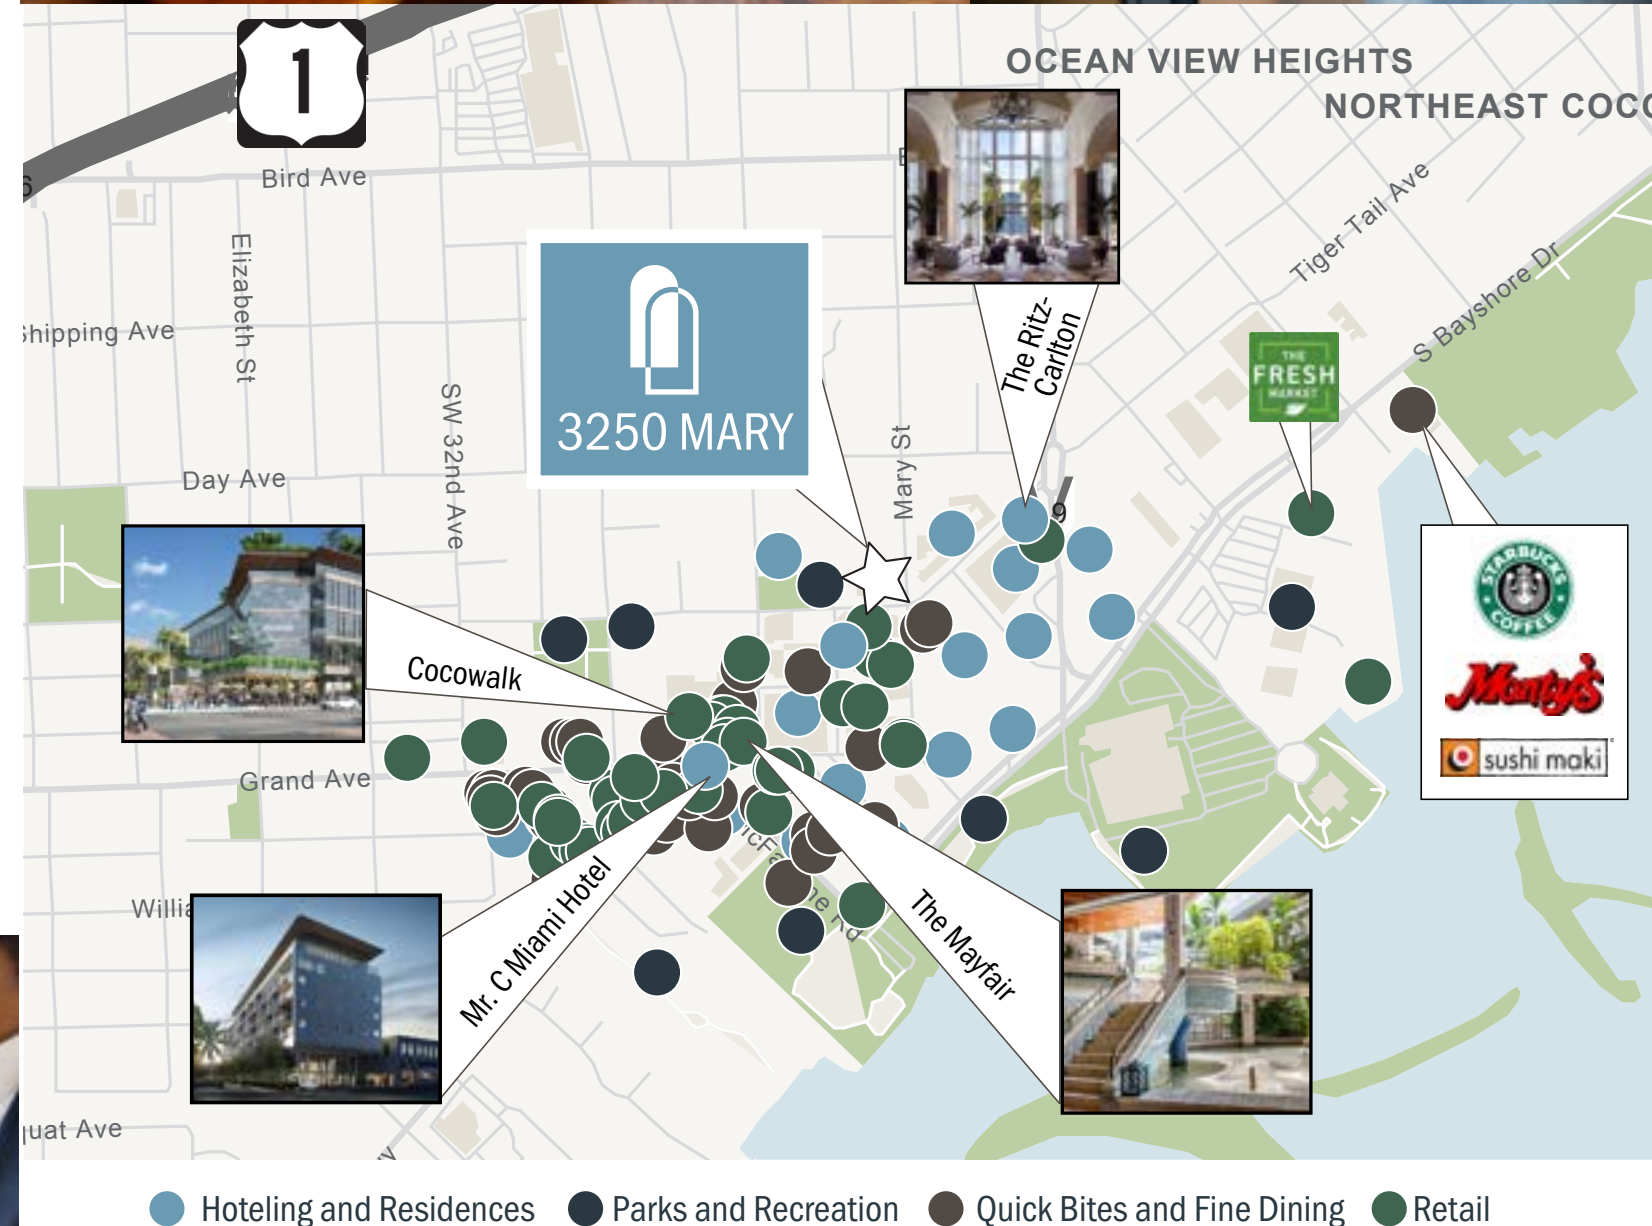 1
OCEAN VIEW HEIGHTS
NORTHEAST COCO
Bird Ave
Elizabeth St
Tiger Tail Ave
S Bayshore Dr
Shipping Ave
The Ritz-
Carlton
THE
FRESH
MARKET
3250 MARY
SW 32nd Ave
Mary St
Day Ave
9
STARBUCKS
COFFEE
Monty's
sushi maki
Cocowalk
Grand Ave
Mr. C Miami Hotel
The Mayfair
Hoteling and Residences
Parks and Recreation
Quick Bites and Fine Dining
Retail